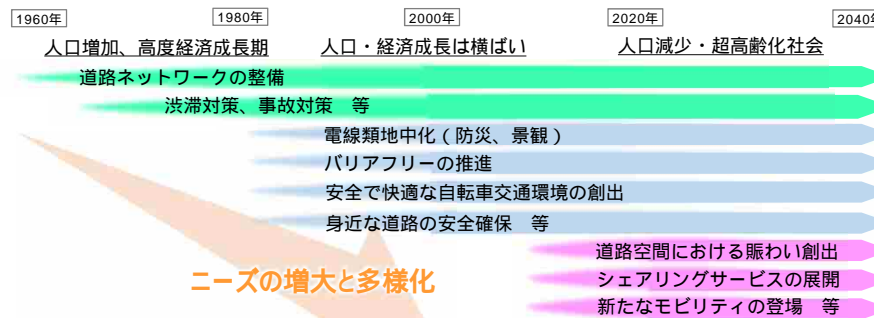 1960年 1980年 2000年 2020年 2040年
人口増加、高度経済成長期 人口・経済成長は横ばい 人口減少・超高齢化社会
道路ネットワークの整備
渋滞対策、事故対策 等
電線類地中化(防災、景観)
バリアフリーの推進
安全で快適な自転車交通環境の創出
身近な道路の安全確保 等
道路空間における賑わい創出
ニーズの増大と多様化 シェアリングサービスの展開
新たなモビリティの登場 等